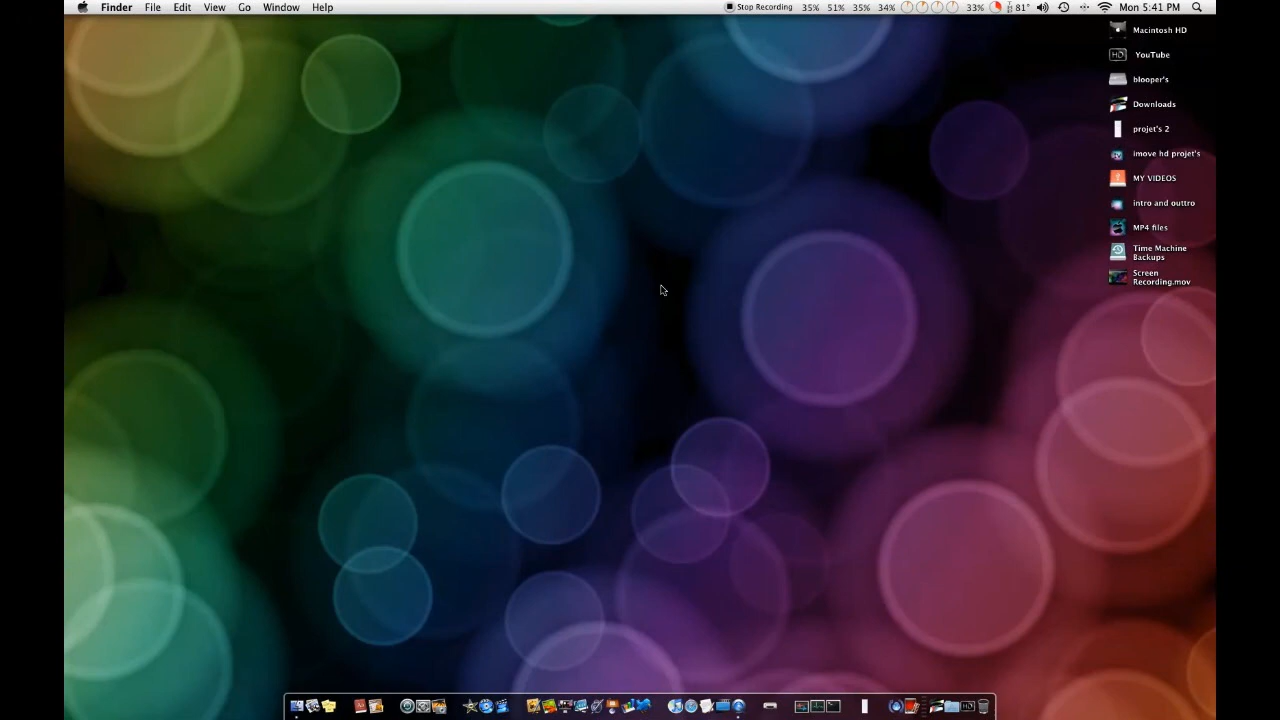 Finder File Edit View Go Window Help Stop Recording 35% 51% 35% 34% 33% 81° Mon 5:41 PM
Macintosh HD
HD YouTube
blooper's
Downloads
projet's 2
imove hd projet's
MY VIDEOS
intro and outtro
MP4 files
Time Machine
Backups
Screen
Recording.mov